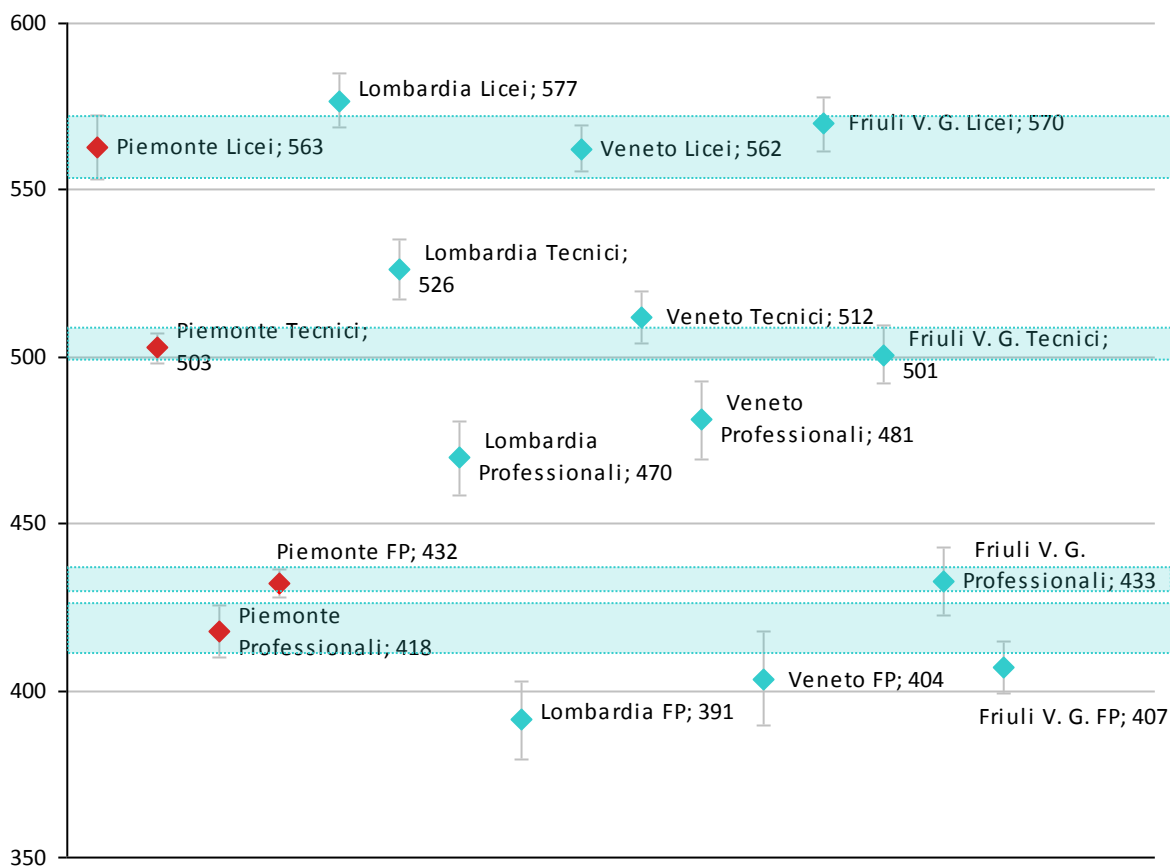 600
Lombardia Licei; 577
Piemonte Licei; 563
Veneto Licei; 562
Friuli V. G. Licei; 570
550
Lombardia Tecnici;
526
Piemonte Tecnici;
503
Veneto Tecnici; 512
Friuli V. G. Tecnici;
501
500
Lombardia
Professionali; 470
Veneto
Professionali; 481
450
Piemonte FP; 432
Friuli V. G.
Professionali; 433
Piemonte
Professionali; 418
400
Lombardia FP; 391
Veneto FP; 404
Friuli V. G. FP; 407
350